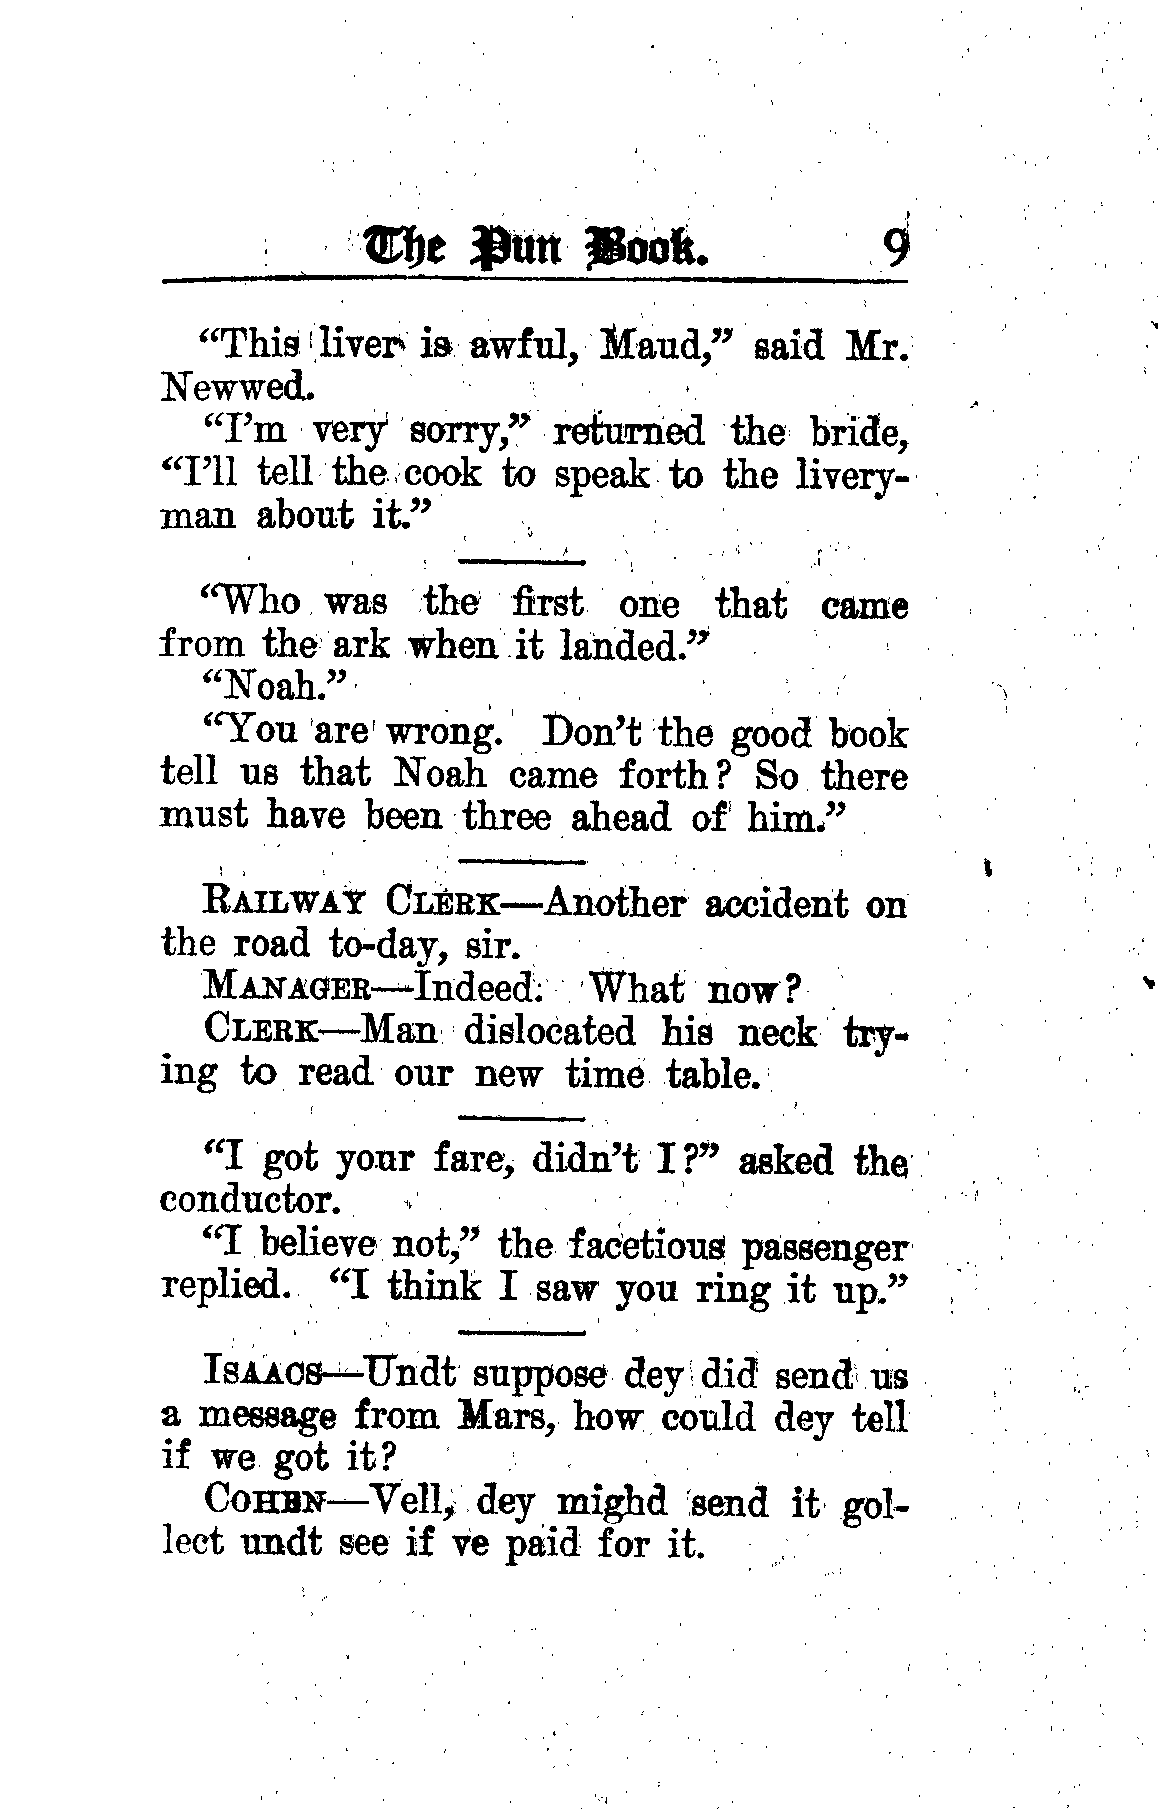 The Pun Book. 9
“This liver is awful, Maud,” said Mr.
Newwed.
“I’m very sorry,” returned the bride,
“I’ll tell the cook to speak to the livery-
man about it.”
“Who was the first one that came
from the ark when it landed.”
“Noah.”
“You are wrong. Don’t the good book
tell us that Noah came forth? So there
must have been three ahead of him.”
RAILWAY CLERK—Another accident on
the road to-day, sir.
MANAGER—Indeed. What now?
CLERK—Man dislocated his neck try-
ing to read our new time table.
“I got your fare, didn’t I?” asked the
conductor.
“I believe not,” the facetious passenger
replied. “I think I saw you ring it up.”
ISAACS—Undt suppose dey did send us
a message from Mars, how could dey tell
if we got it?
COHEN—Vell, dey mighd send it gol-
lect undt see if ve paid for it.